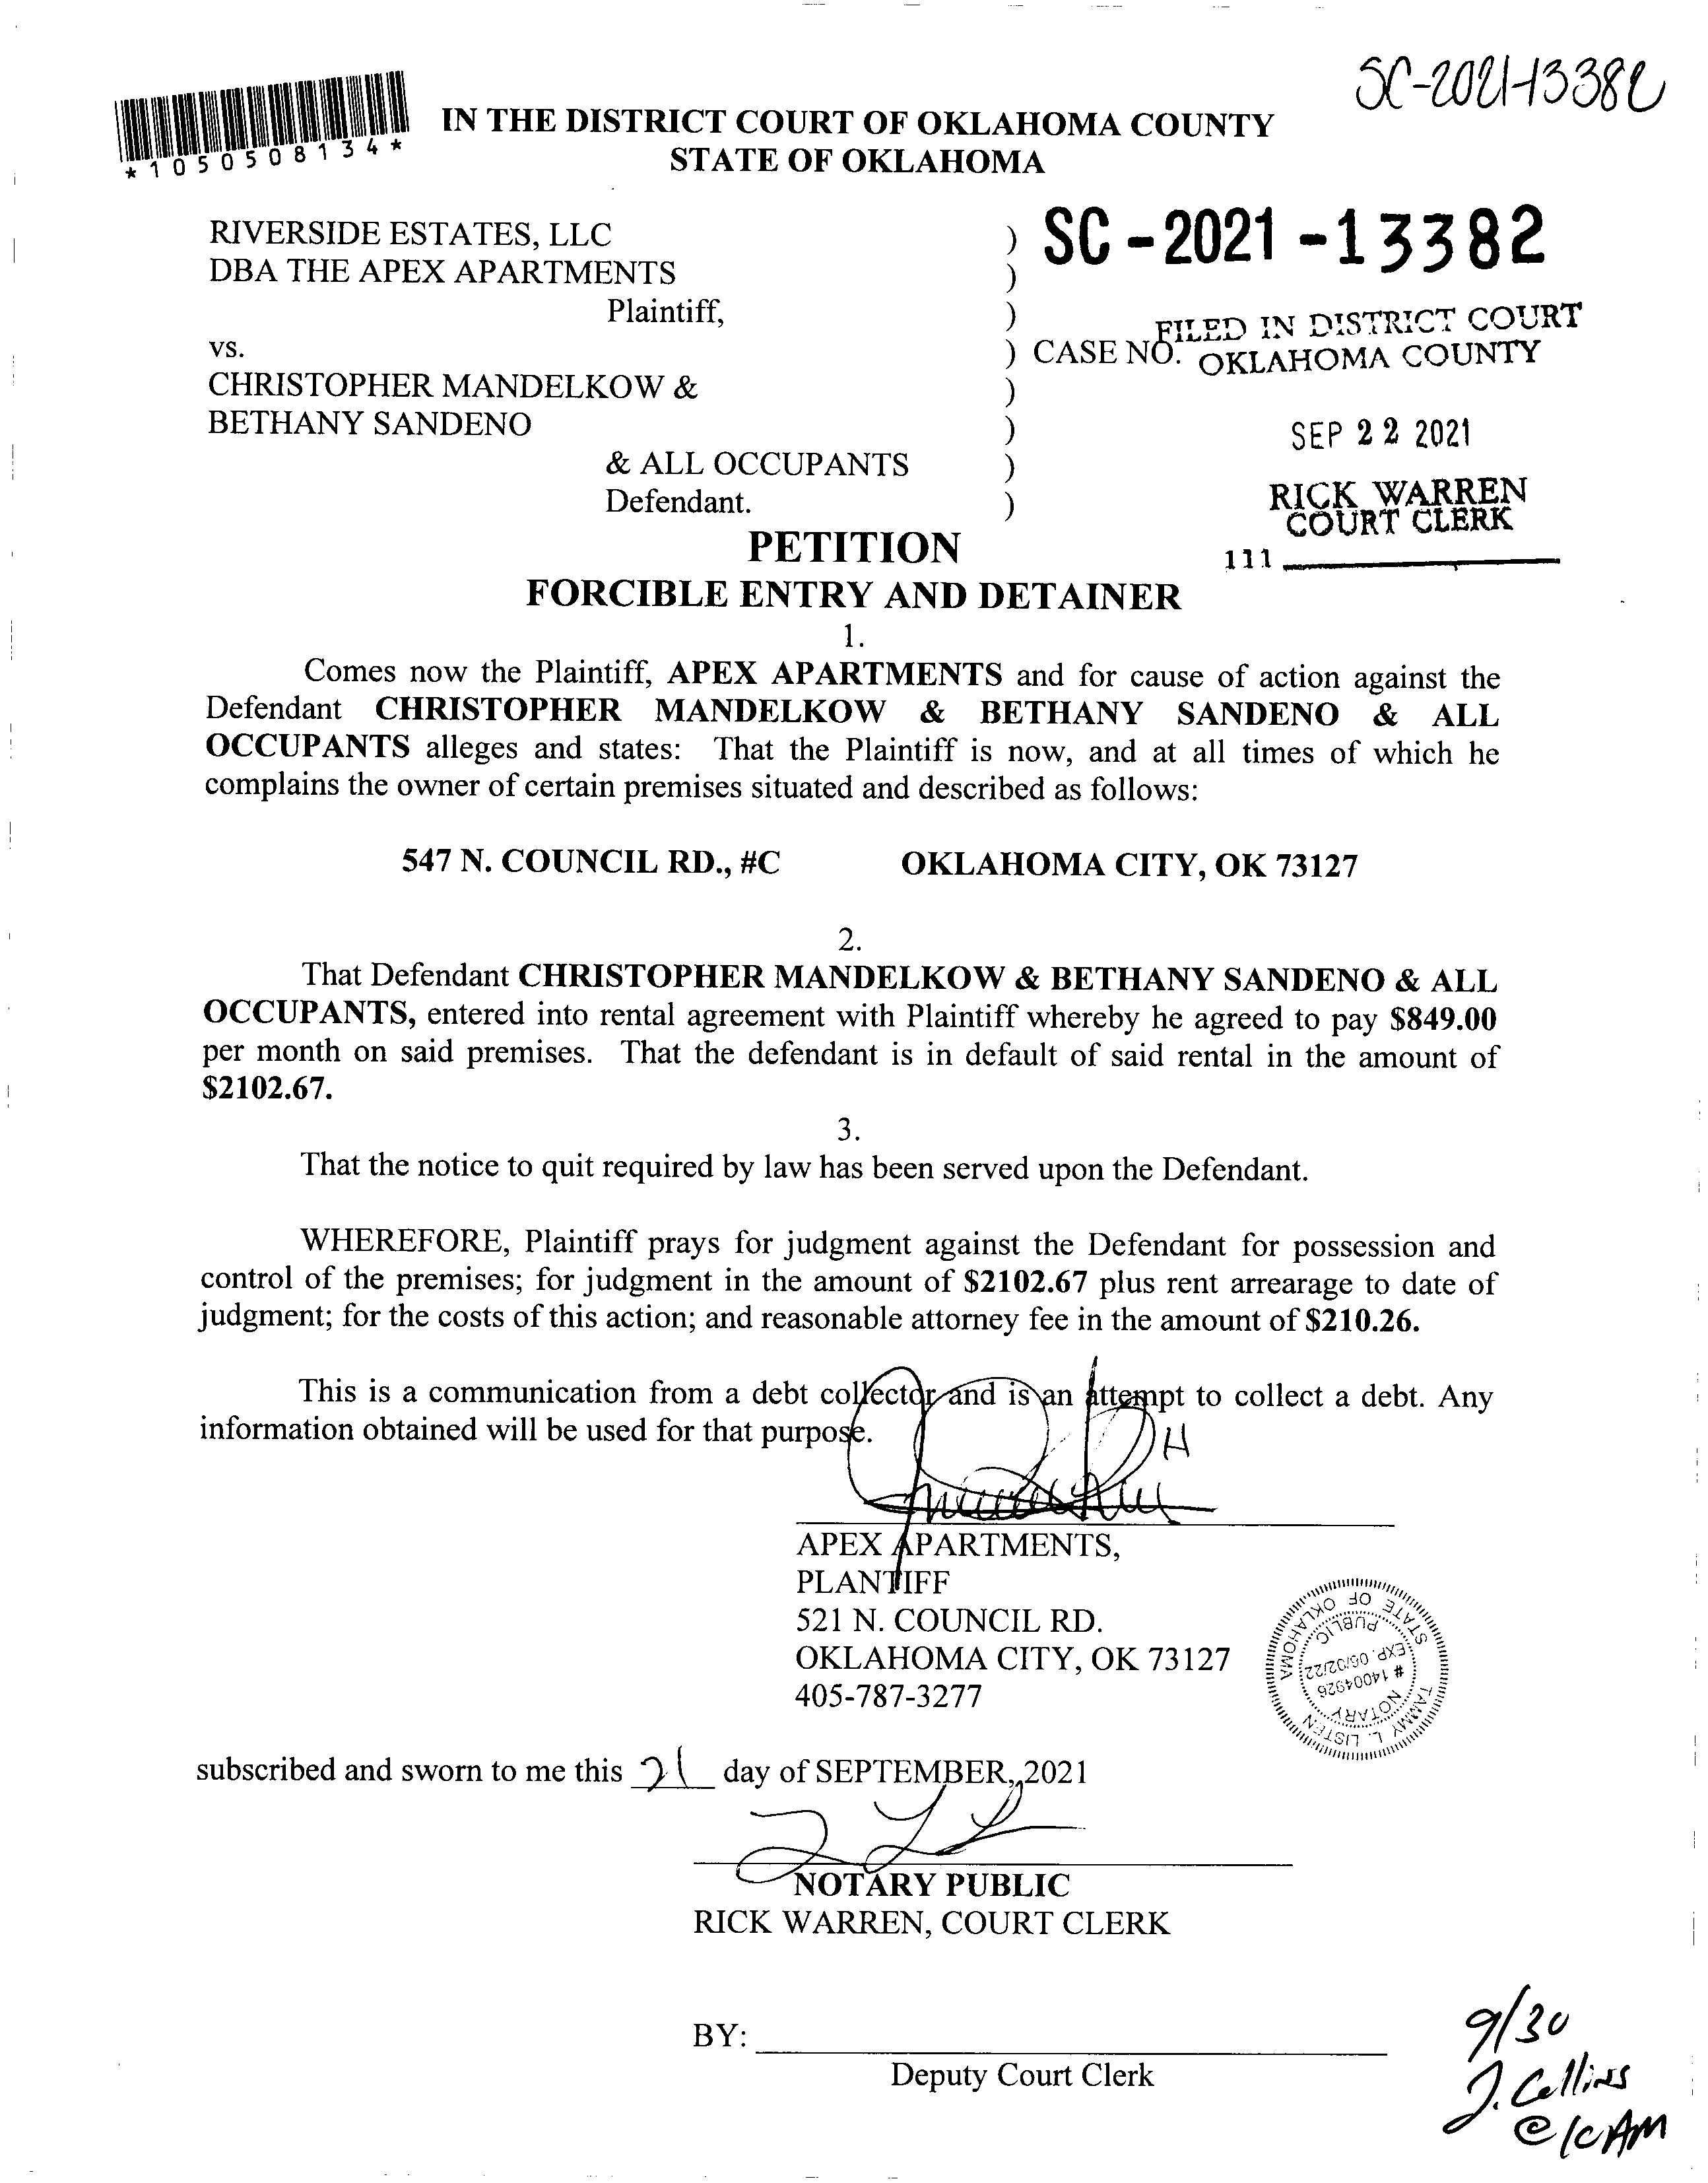 SC-2021-13382
*1050508134*
IN THE DISTRICT COURT OF OKLAHOMA COUNTY
STATE OF OKLAHOMA
RIVERSIDE ESTATES, LLC )
DBA THE APEX APARTMENTS )
Plaintiff, )
vs. ) CASE NO.
CHRISTOPHER MANDELKOW & )
BETHANY SANDENO )
& ALL OCCUPANTS )
Defendant. )
SC-2021-13382
FILED IN DISTRICT COURT
OKLAHOMA COUNTY
SEP 22 2021
RICK WARREN
COURT CLERK
111
PETITION
FORCIBLE ENTRY AND DETAINER
1.
Comes now the Plaintiff, APEX APARTMENTS and for cause of action against the
Defendant CHRISTOPHER MANDELKOW & BETHANY SANDENO & ALL
OCCUPANTS alleges and states: That the Plaintiff is now, and at all times of which he
complains the owner of certain premises situated and described as follows:
547 N. COUNCIL RD., #C OKLAHOMA CITY, OK 73127
2.
That Defendant CHRISTOPHER MANDELKOW & BETHANY SANDENO & ALL
OCCUPANTS, entered into rental agreement with Plaintiff whereby he agreed to pay $849.00
per month on said premises. That the defendant is in default of said rental in the amount of
$2102.67.
3.
That the notice to quit required by law has been served upon the Defendant.
WHEREFORE, Plaintiff prays for judgment against the Defendant for possession and
control of the premises; for judgment in the amount of $2102.67 plus rent arrearage to date of
judgment; for the costs of this action; and reasonable attorney fee in the amount of $210.26.
This is a communication from a debt collector and is an attempt to collect a debt. Any
information obtained will be used for that purpose.
APEX APARTMENTS,
PLANTIFF
521 N. COUNCIL RD.
OKLAHOMA CITY, OK 73127
405-787-3277
TAMMY L. LISTEN
NOTARY
# 14004926
EXP. 06/02/22
PUBLIC
STATE OF OKLAHOMA
subscribed and sworn to me this 21 day of SEPTEMBER, 2021
NOTARY PUBLIC
RICK WARREN, COURT CLERK
BY:
Deputy Court Clerk
9/30
J. Collins
@ 10 AM